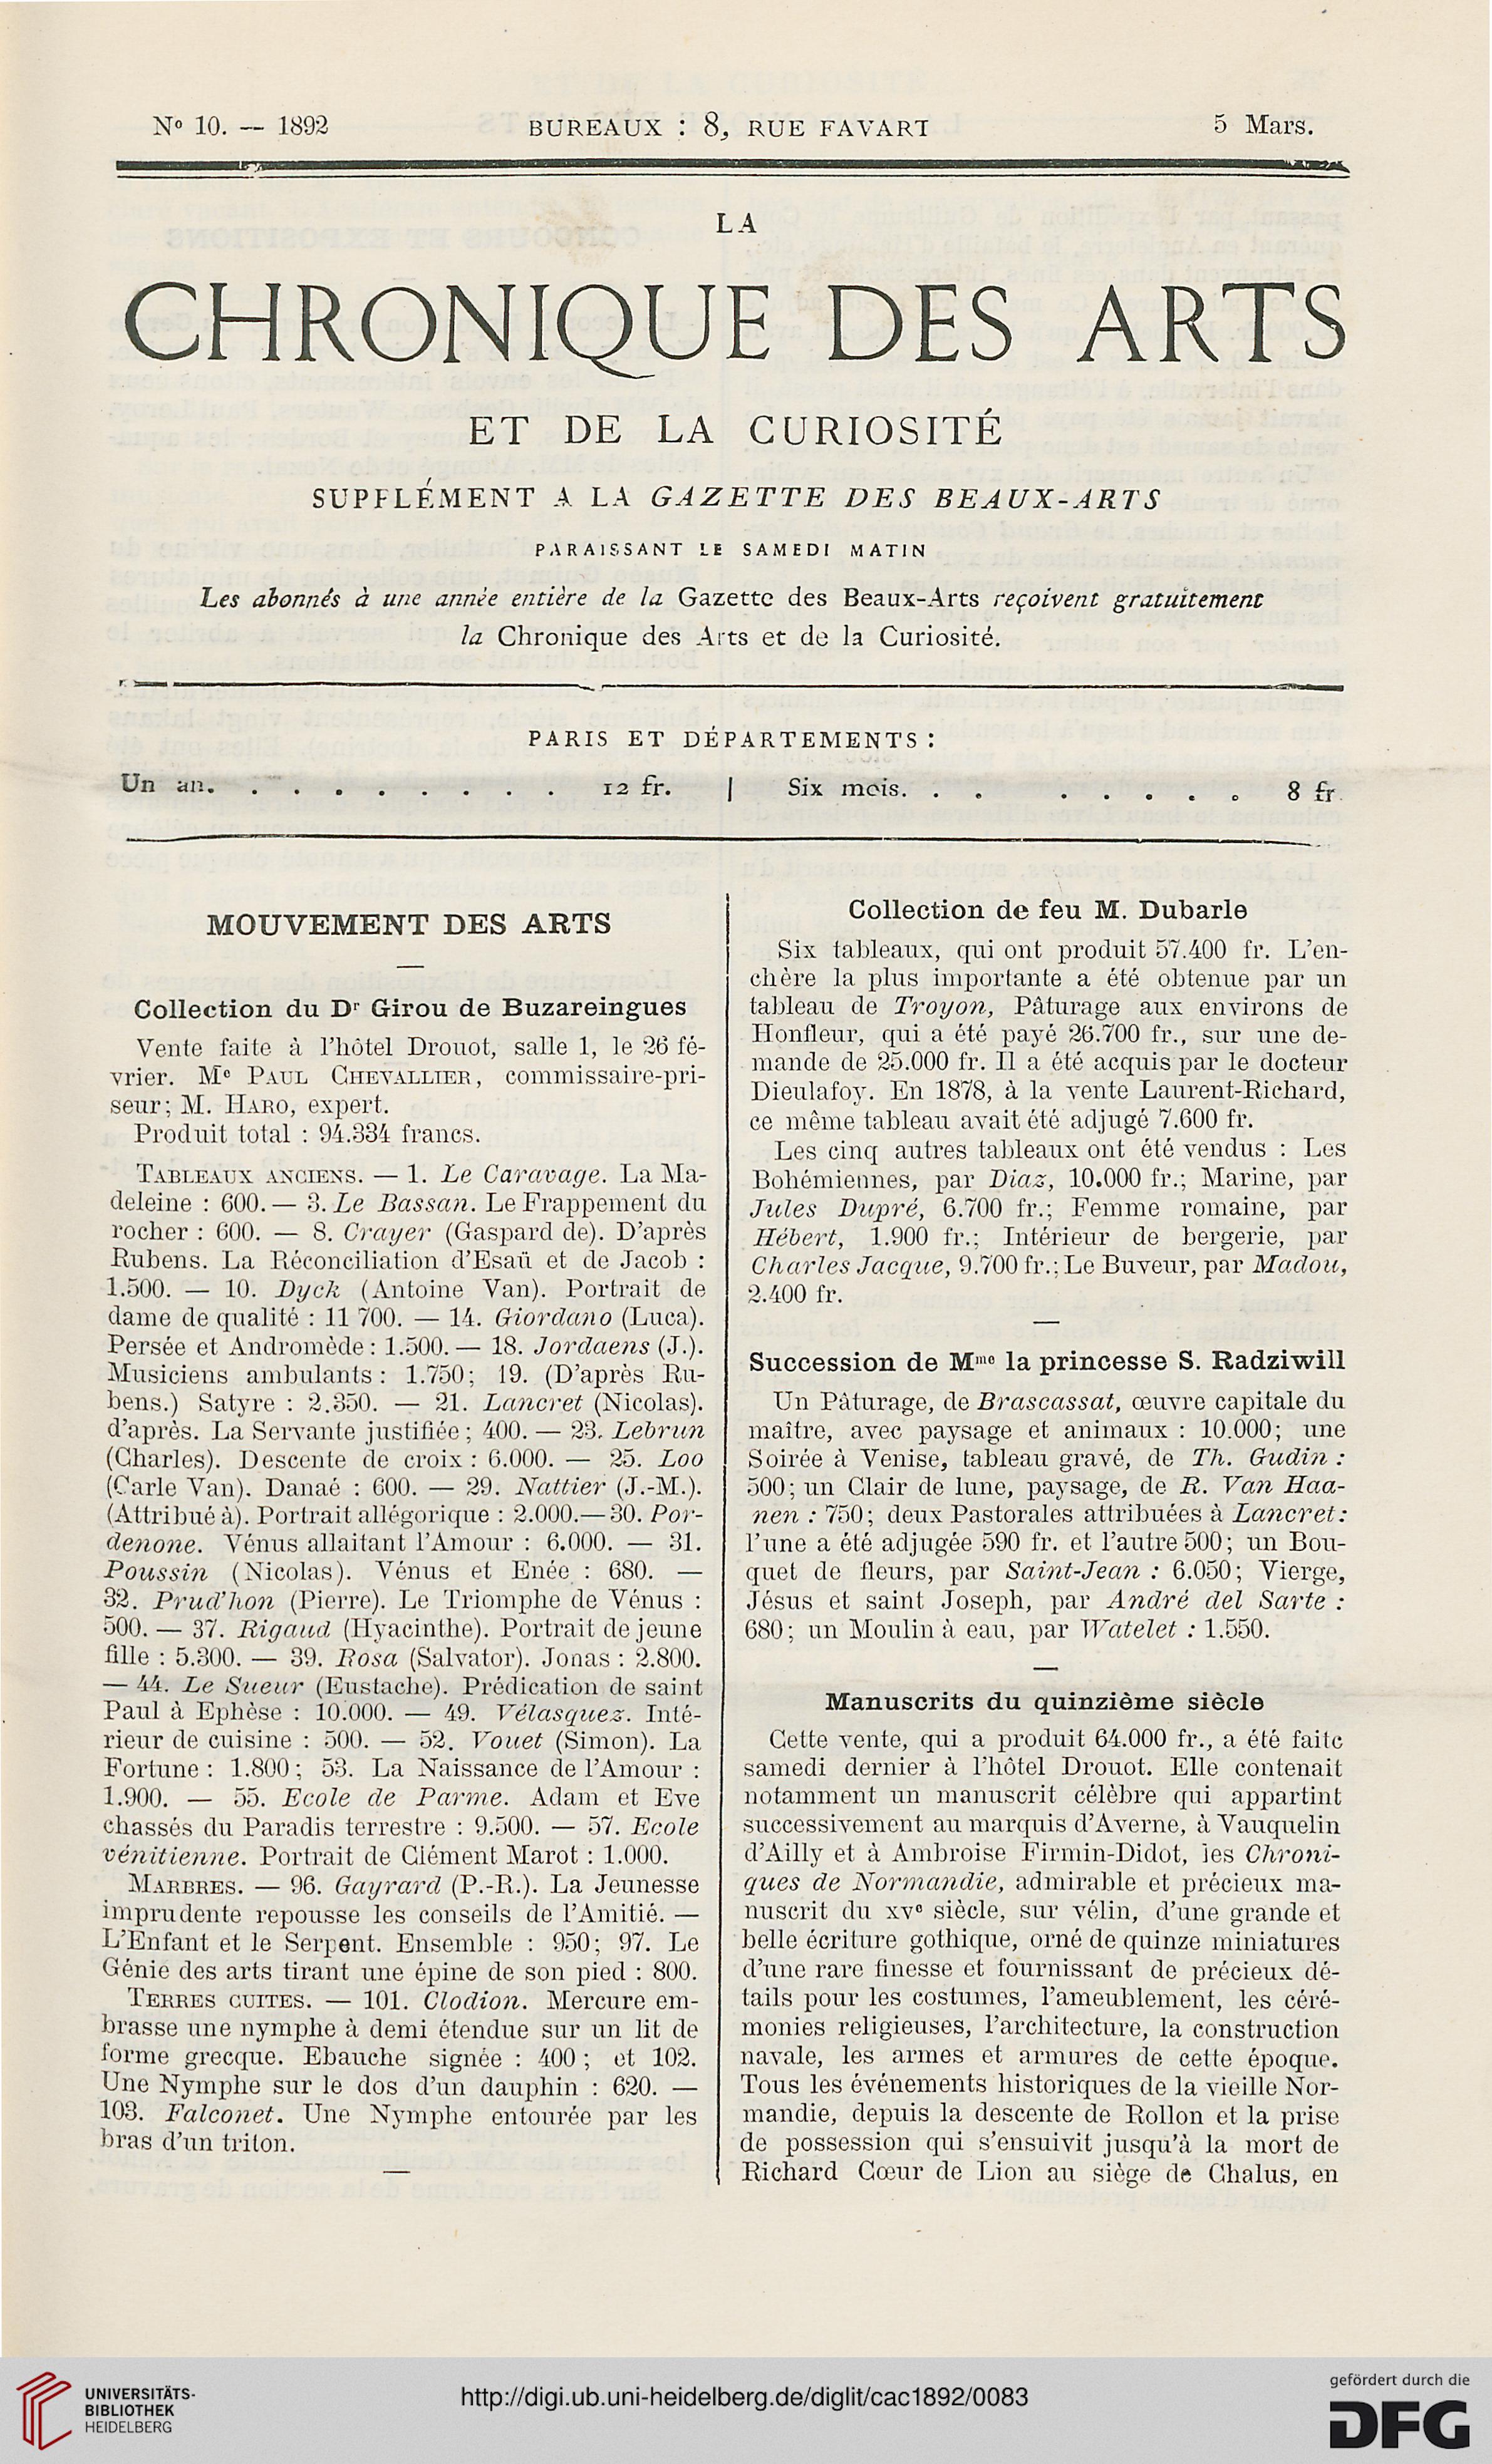 N° 10. — 1892
BUREAUX : 8, RUE FAVART
5 Mars.
LA
CHRONIQUE DES ARTS
ET DE LA CURIOSITÉ
SUPPLÉMENT A LA GAZETTE DES BEAUX-ARTS
PARAISSANT LE SAMEDI MATIN
Les abonnés à une année entière de la Gazette des Beaux-Arts reçoivent gratuitement
la Chronique des Arts et de la Curiosité.
PARIS ET DÉPARTEMENTS :
Un an. . . . . . . . . 12 fr. | Six mois. . . . . . . . 8 fr.
MOUVEMENT DES ARTS
Collection du Dr Girou de Buzareingues
Vente faite à l'hôtel Drouot, salle 1, le 26 fé-
vrier. Me PAUL CHEVALLIER, commissaire-pri-
seur; M. HARO, expert.
Produit total : 94.334 francs.
TABLEAUX ANCIENS. — 1. Le Caravage. La Ma-
deleine : 600. — 3. Le Bassan. Le Frappement du
rocher : 600. — 8. Crayer (Gaspard de). D'après
Rubens. La Réconciliation d'Esaü et de Jacob :
1.500. — 10. Dyck (Antoine Van). Portrait de
dame de qualité : 11 700. — 14. Giordano (Luca).
Persée et Andromède : 1.500. — 18. Jordaens (J.).
Musiciens ambulants : 1.750; 19. (D'après Ru-
bens.) Satyre : 2.350. — 21. Lancret (Nicolas).
d'après. La Servante justifiée ; 400. — 23. Lebrun
(Charles). Descente de croix : 6.000. — 25. Loo
(Carle Van). Danaé : 600. — 29. Nattier (J.-M.).
(Attribué à). Portrait allégorique : 2.000. — 30. Por-
denone. Vénus allaitant l'Amour : 6.000. — 31.
Poussin (Nicolas). Vénus et Enée : 680. —
32. Prud'hon (Pierre). Le Triomphe de Vénus :
500. — 37. Rigaud (Hyacinthe). Portrait de jeune
fille : 5.300. — 39. Rosa (Salvator). Jonas : 2.800.
— 44. Le Sueur (Eustache). Prédication de saint
Paul à Ephèse : 10.000. — 49. Vélasquez. Inté-
rieur de cuisine : 500. — 52. Vouet (Simon). La
Fortune : 1.800; 53. La Naissance de l'Amour :
1.900. — 55. Ecole de Parme. Adam et Eve
chassés du Paradis terrestre : 9.500. — 57. Ecole
vénitienne. Portrait de Clément Marot : 1.000.
MARBRES. — 96. Gayrard (P.-R.). La Jeunesse
imprudente repousse les conseils de l'Amitié. —
L'Enfant et le Serpent. Ensemble : 950; 97. Le
Génie des arts tirant une épine de son pied : 800.
TERRES CUITES. — 101. Clodion. Mercure em-
brasse une nymphe à demi étendue sur un lit de
forme grecque. Ebauche signée : 400 ; et 102.
Une Nymphe sur le dos d'un dauphin : 620. —
103. Falconet. Une Nymphe entourée par les
bras d'un triton.
Collection de feu M. Dubarle
Six tableaux, qui ont produit 57.400 fr. L'en-
chère la plus importante a été obtenue par un
tableau de Troyon, Pâturage aux environs de
Honfleur, qui a été payé 26.700 fr., sur une de-
mande de 25.000 fr. Il a été acquis par le docteur
Dieulafoy. En 1878, à la vente Laurent-Richard,
ce même tableau avait été adjugé 7.600 fr.
Les cinq autres tableaux ont été vendus : Les
Bohémiennes, par Diaz, 10.000 fr.; Marine, par
Jules Dupré, 6.700 fr.; Femme romaine, par
Hébert, 1.900 fr.; Intérieur de bergerie, par
Charles Jacque, 9.700 fr.; Le Buveur, par Madou,
2.400 fr.
Succession de Mme la princesse S. Radziwill
Un Pâturage, de Brascassat, œuvre capitale du
maître, avec paysage et animaux : 10.000; une
Soirée à Venise, tableau gravé, de Th. Gudin :
500; un Clair de lune, paysage, de R. Van Haa-
nen : 750; deux Pastorales attribuées à Lancret :
l'une a été adjugée 590 fr. et l'autre 500; un Bou-
quet de fleurs, par Saint-Jean : 6.050; Vierge,
Jésus et saint Joseph, par André del Sarte :
680; un Moulin à eau, par Watelet : 1.550.
Manuscrits du quinzième siècle
Cette vente, qui a produit 64.000 fr., a été faite
samedi dernier à l'hôtel Drouot. Elle contenait
notamment un manuscrit célèbre qui appartint
successivement au marquis d'Averne, à Vauquelin
d'Ailly et à Ambroise Firmin-Didot, les Chroni-
ques de Normandie, admirable et précieux ma-
nuscrit du XVe siècle, sur vélin, d'une grande et
belle écriture gothique, orné de quinze miniatures
d'une rare finesse et fournissant de précieux dé-
tails pour les costumes, l'ameublement, les céré-
monies religieuses, l'architecture, la construction
navale, les armes et armures de cette époque.
Tous les événements historiques de la vieille Nor-
mandie, depuis la descente de Rollon et la prise
de possession qui s'ensuivit jusqu'à la mort de
Richard Cœur de Lion au siège de Chalus, en
UNIVERSITÄTS-
BIBLIOTHEK
HEIDELBERG
http://digi.ub.uni-heidelberg.de/diglit/cac1892/0083
gefördert durch die
DFG